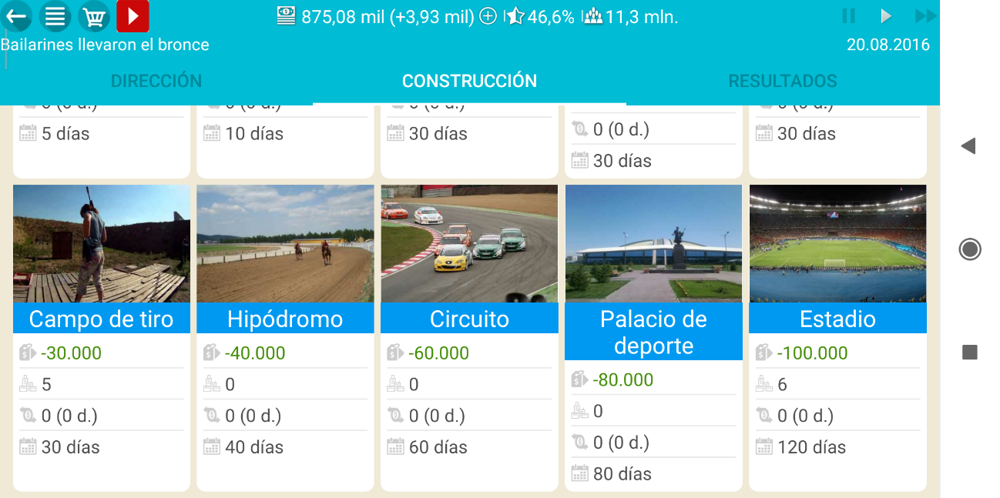 875,08 mil (+3,93 mil) 46,6% 11,3 mln.
Bailarines llevaron el bronce 20.08.2016
DIRECCIÓN CONSTRUCCIÓN RESULTADOS
0 (0 d.)
5 días 10 días 30 días 30 días 30 días
Campo de tiro
-30.000
5
0 (0 d.)
30 días
Hipódromo
-40.000
0
0 (0 d.)
40 días
Circuito
-60.000
0
0 (0 d.)
60 días
Palacio de
deporte
-80.000
0
0 (0 d.)
80 días
Estadio
-100.000
6
0 (0 d.)
120 días